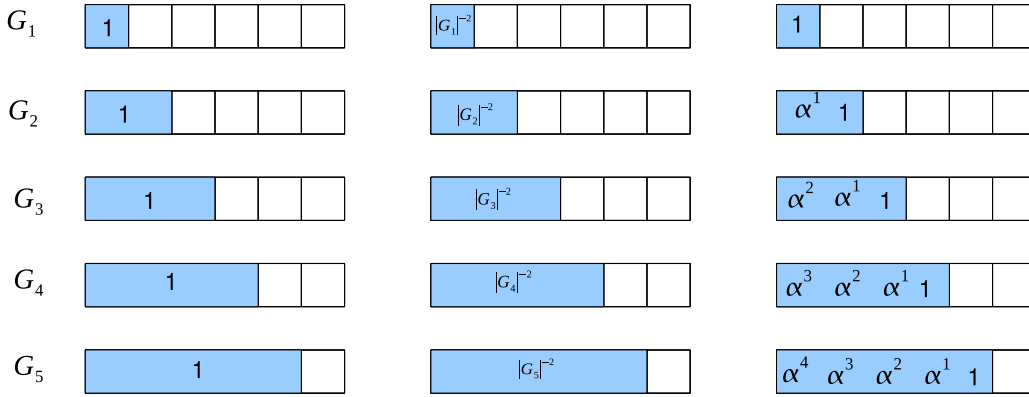 G₁ 1 |G₁|⁻² 1
G₂ 1 |G₂|⁻² α¹ 1
G₃ 1 |G₃|⁻² α² α¹ 1
G₄ 1 |G₄|⁻² α³ α² α¹ 1
G₅ 1 |G₅|⁻² α⁴ α³ α² α¹ 1